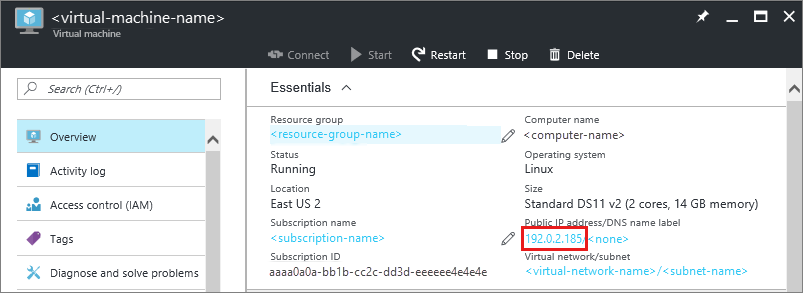 <virtual-machine-name>
Virtual machine
Connect
Start
Restart
Stop
Delete
Search (Ctrl+/)
Overview
Activity log
Access control (IAM)
Tags
Diagnose and solve problems
Essentials
Resource group
<resource-group-name>
Status
Running
Location
East US 2
Subscription name
<subscription-name>
Subscription ID
aaaa0a0a-bb1b-cc2c-dd3d-eeeeee4e4e4e
Computer name
<computer-name>
Operating system
Linux
Size
Standard DS11 v2 (2 cores, 14 GB memory)
Public IP address/DNS name label
192.0.2.185/<none>
Virtual network/subnet
<virtual-network-name>/<subnet-name>